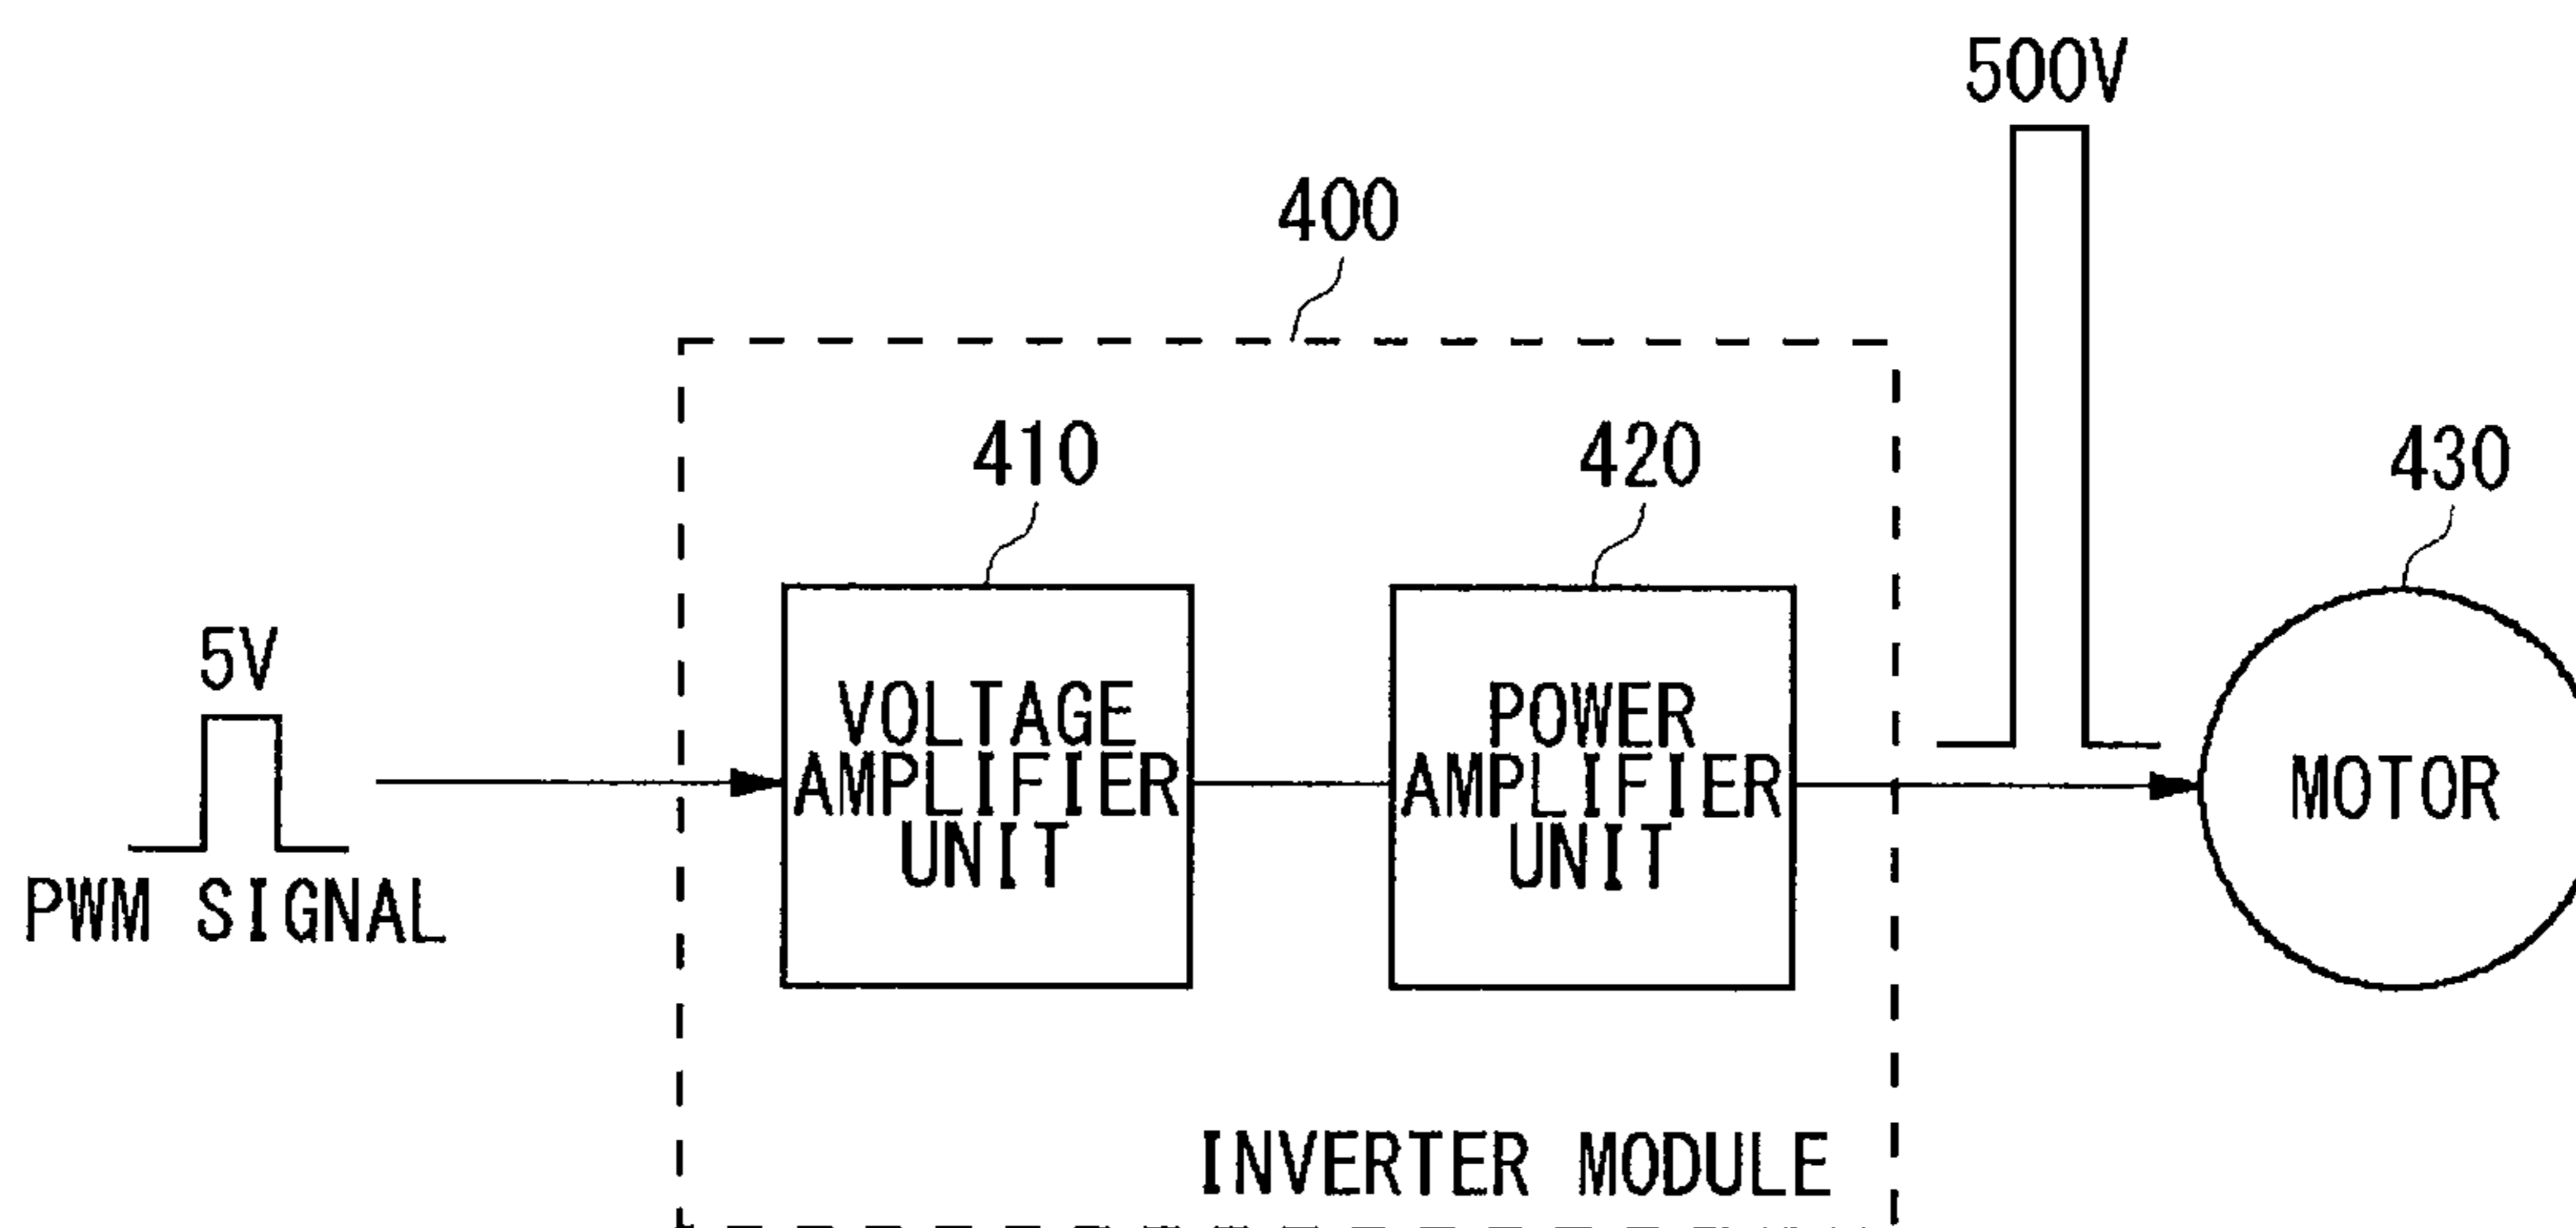 500V
400
410
420
430
5V
VOLTAGE
AMPLIFIER
UNIT
POWER
AMPLIFIER
UNIT
MOTOR
PWM SIGNAL
INVERTER MODULE